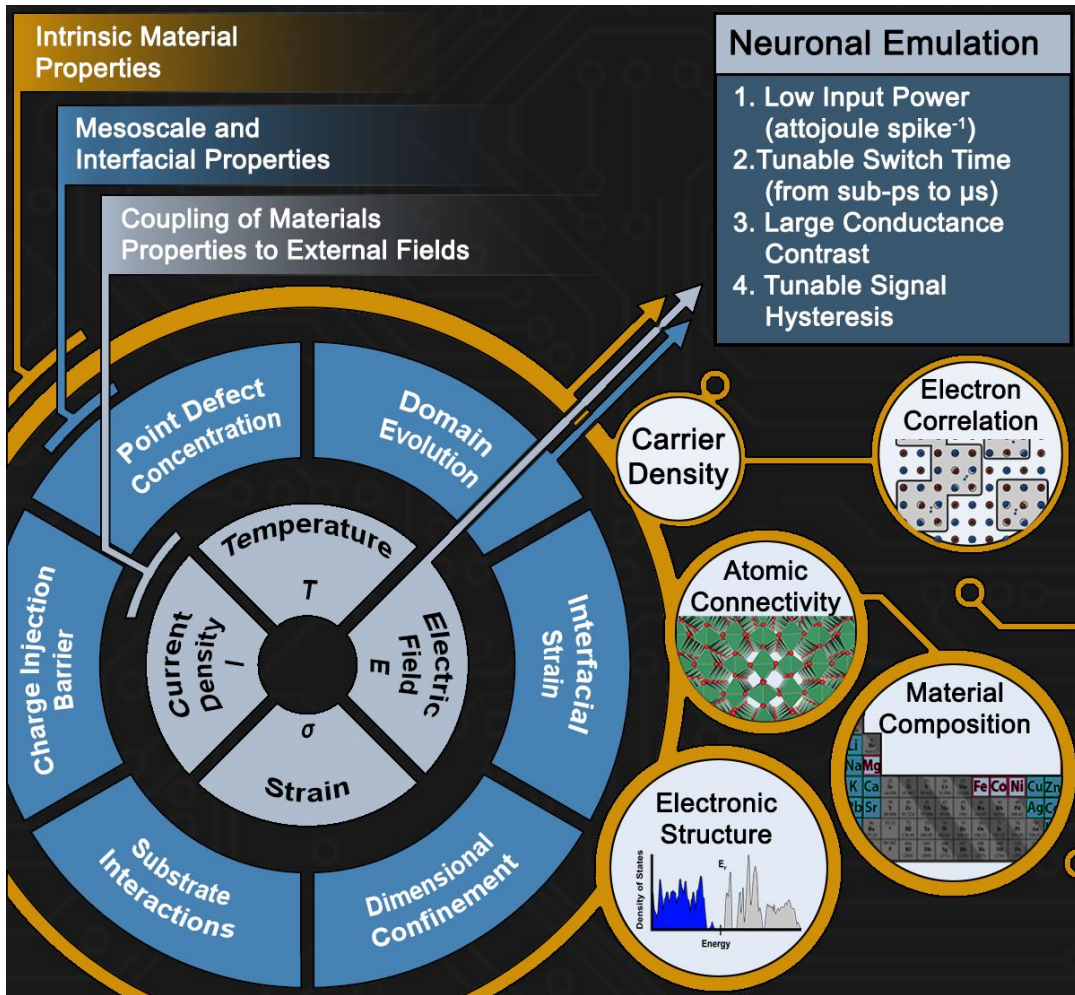 Intrinsic Material
Properties
Mesoscale and
Interfacial Properties
Coupling of Materials
Properties to External Fields
Neuronal Emulation
1. Low Input Power
(attojoule spike⁻¹)
2.Tunable Switch Time
(from sub-ps to µs)
3. Large Conductance
Contrast
4. Tunable Signal
Hysteresis
Point Defect
Concentration
Domain
Evolution
Interfacial
Strain
Dimensional
Confinement
Substrate
Interactions
Charge Injection
Barrier
Temperature
T
Electric
Field
E
σ
Strain
Current
Density
I
Carrier
Density
Electron
Correlation
Atomic
Connectivity
Material
Composition
Li
Na Mg
K Ca Fe Co Ni Cu Zn
Sr Ag
Electronic
Structure
Density of States
Energy